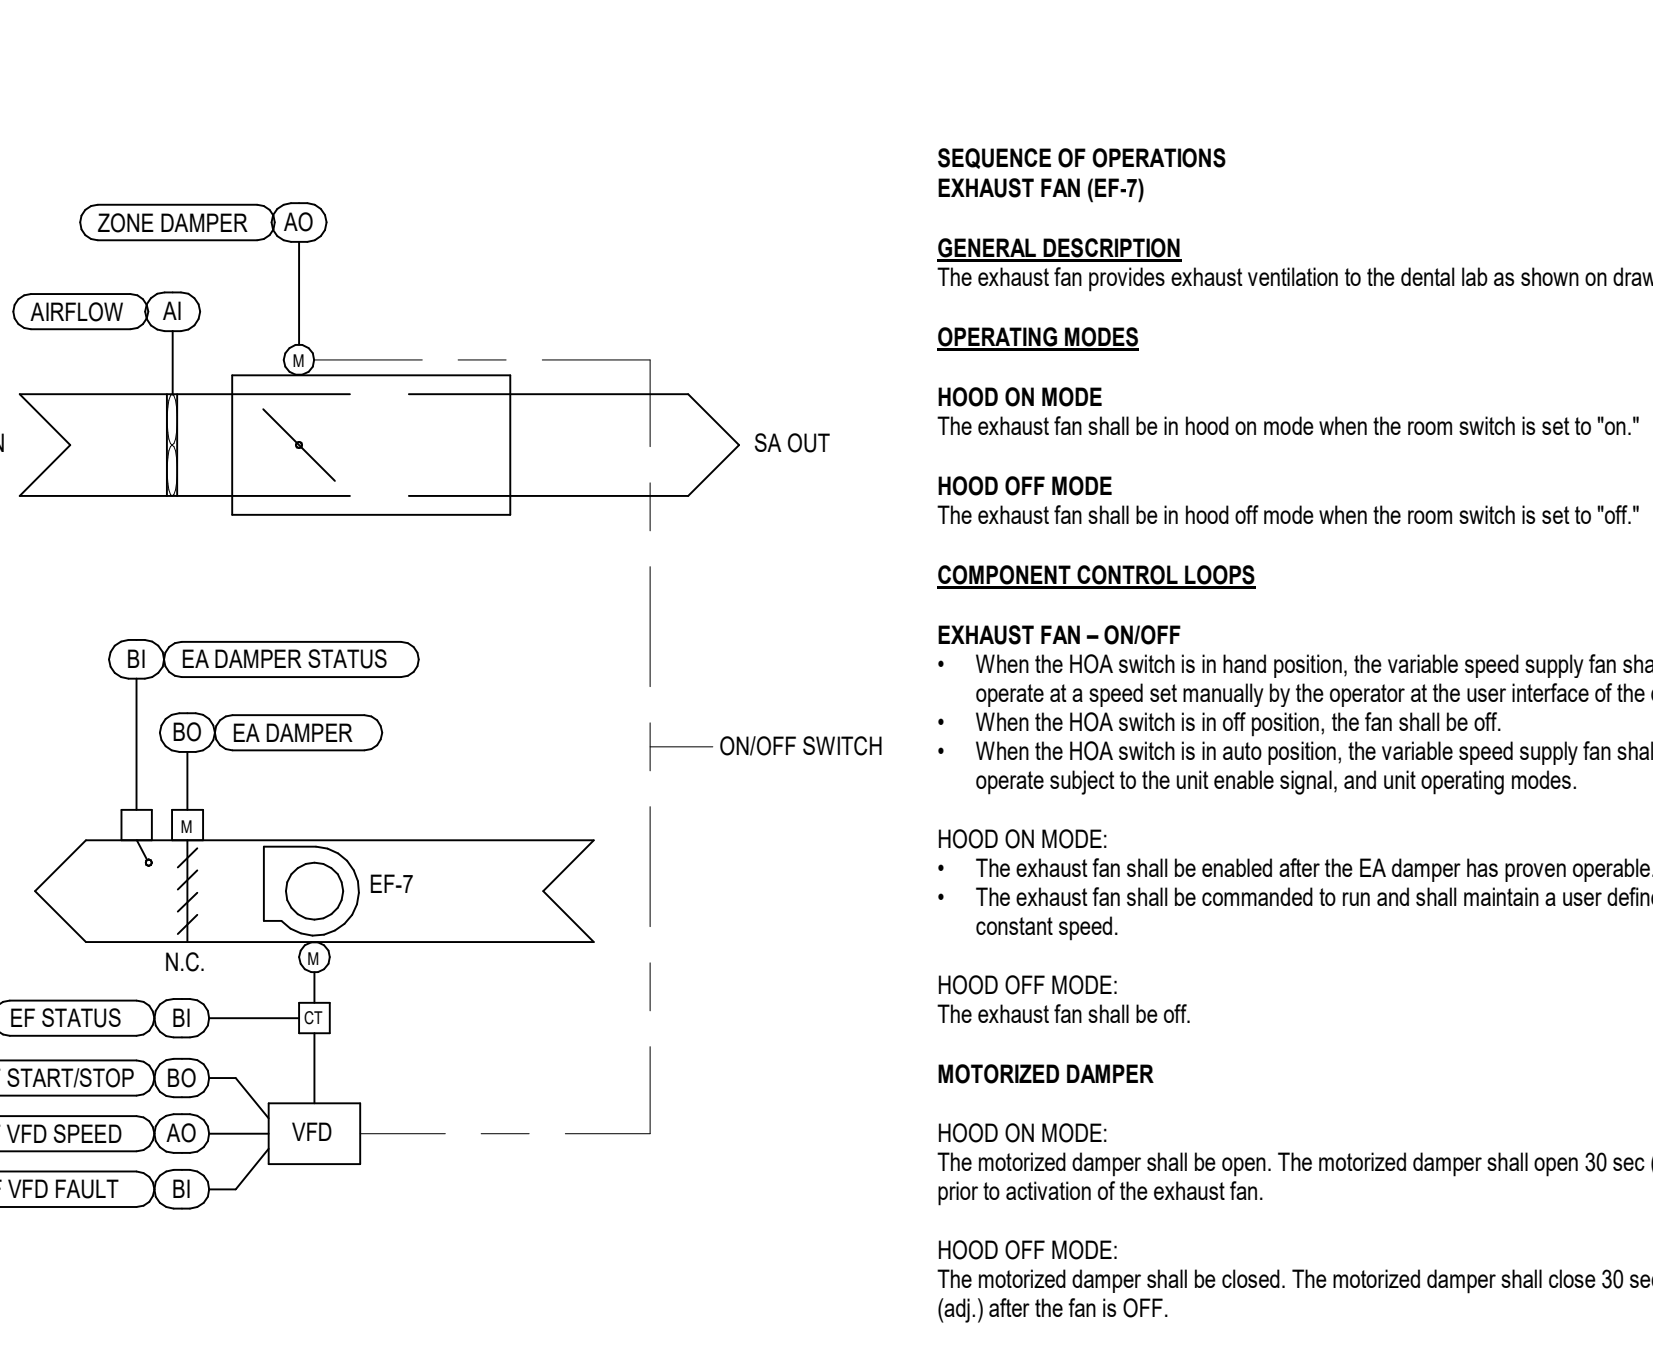 ZONE DAMPER AO
AIRFLOW AI
M
SA OUT
BI EA DAMPER STATUS
BO EA DAMPER
ON/OFF SWITCH
M
EF-7
N.C.
M
EF STATUS BI
CT
START/STOP BO
VFD SPEED AO
VFD
VFD FAULT BI
SEQUENCE OF OPERATIONS
EXHAUST FAN (EF-7)
GENERAL DESCRIPTION
The exhaust fan provides exhaust ventilation to the dental lab as shown on draw
OPERATING MODES
HOOD ON MODE
The exhaust fan shall be in hood on mode when the room switch is set to "on."
HOOD OFF MODE
The exhaust fan shall be in hood off mode when the room switch is set to "off."
COMPONENT CONTROL LOOPS
EXHAUST FAN – ON/OFF
• When the HOA switch is in hand position, the variable speed supply fan sha
operate at a speed set manually by the operator at the user interface of the
• When the HOA switch is in off position, the fan shall be off.
• When the HOA switch is in auto position, the variable speed supply fan shal
operate subject to the unit enable signal, and unit operating modes.
HOOD ON MODE:
• The exhaust fan shall be enabled after the EA damper has proven operable.
• The exhaust fan shall be commanded to run and shall maintain a user define
constant speed.
HOOD OFF MODE:
The exhaust fan shall be off.
MOTORIZED DAMPER
HOOD ON MODE:
The motorized damper shall be open. The motorized damper shall open 30 sec (
prior to activation of the exhaust fan.
HOOD OFF MODE:
The motorized damper shall be closed. The motorized damper shall close 30 sec
(adj.) after the fan is OFF.